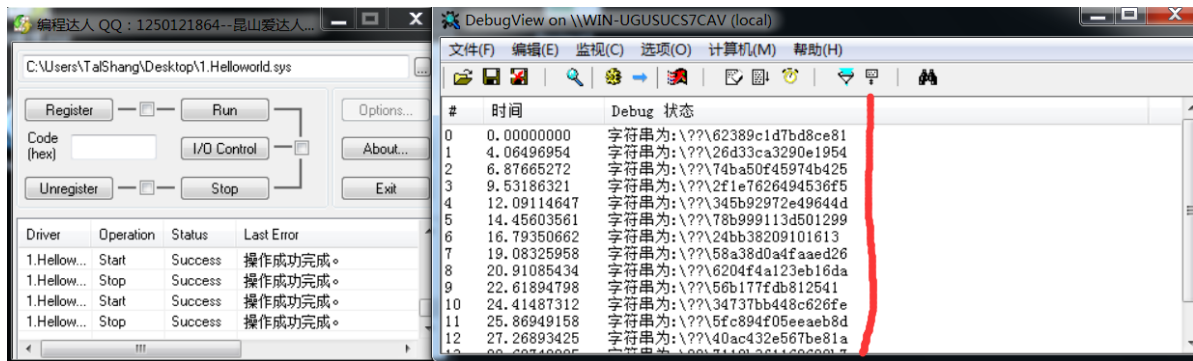 编程达人 QQ：1250121864--昆山爱达人...
C:\Users\TalShang\Desktop\1.Helloworld.sys
...
Register
Run
Options...
Code
(hex)
I/O Control
About...
Unregister
Stop
Exit
Driver Operation Status Last Error
1.Hellow... Start Success 操作成功完成。
1.Hellow... Stop Success 操作成功完成。
1.Hellow... Start Success 操作成功完成。
1.Hellow... Stop Success 操作成功完成。
DebugView on \\WIN-UGUSUCS7CAV (local)
文件(F) 编辑(E) 监视(C) 选项(O) 计算机(M) 帮助(H)
# 时间 Debug 状态
0 0.00000000 字符串为:\??\62389c1d7bd8ce81
1 4.06496954 字符串为:\??\26d33ca3290e1954
2 6.87665272 字符串为:\??\74ba50f45974b425
3 9.53186321 字符串为:\??\2f1e7626494536f5
4 12.09114647 字符串为:\??\345b92972e49644d
5 14.45603561 字符串为:\??\78b999113d501299
6 16.79350662 字符串为:\??\24bb38209101613
7 19.08325958 字符串为:\??\58a38d0a4faaed26
8 20.91085434 字符串为:\??\6204f4a123eb16da
9 22.61894798 字符串为:\??\56b177fdb812541
10 24.41487312 字符串为:\??\34737bb448c626fe
11 25.86949158 字符串为:\??\5fc894f05eeaeb8d
12 27.26893425 字符串为:\??\40ac432e567be81a